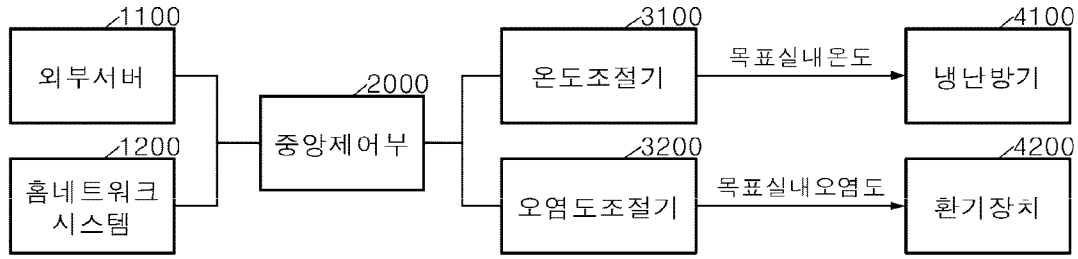 1100
외부서버
1200
홈네트워크
시스템
2000
중앙제어부
3100
온도조절기
목표실내온도
4100
냉난방기
3200
오염도조절기
목표실내오염도
4200
환기장치